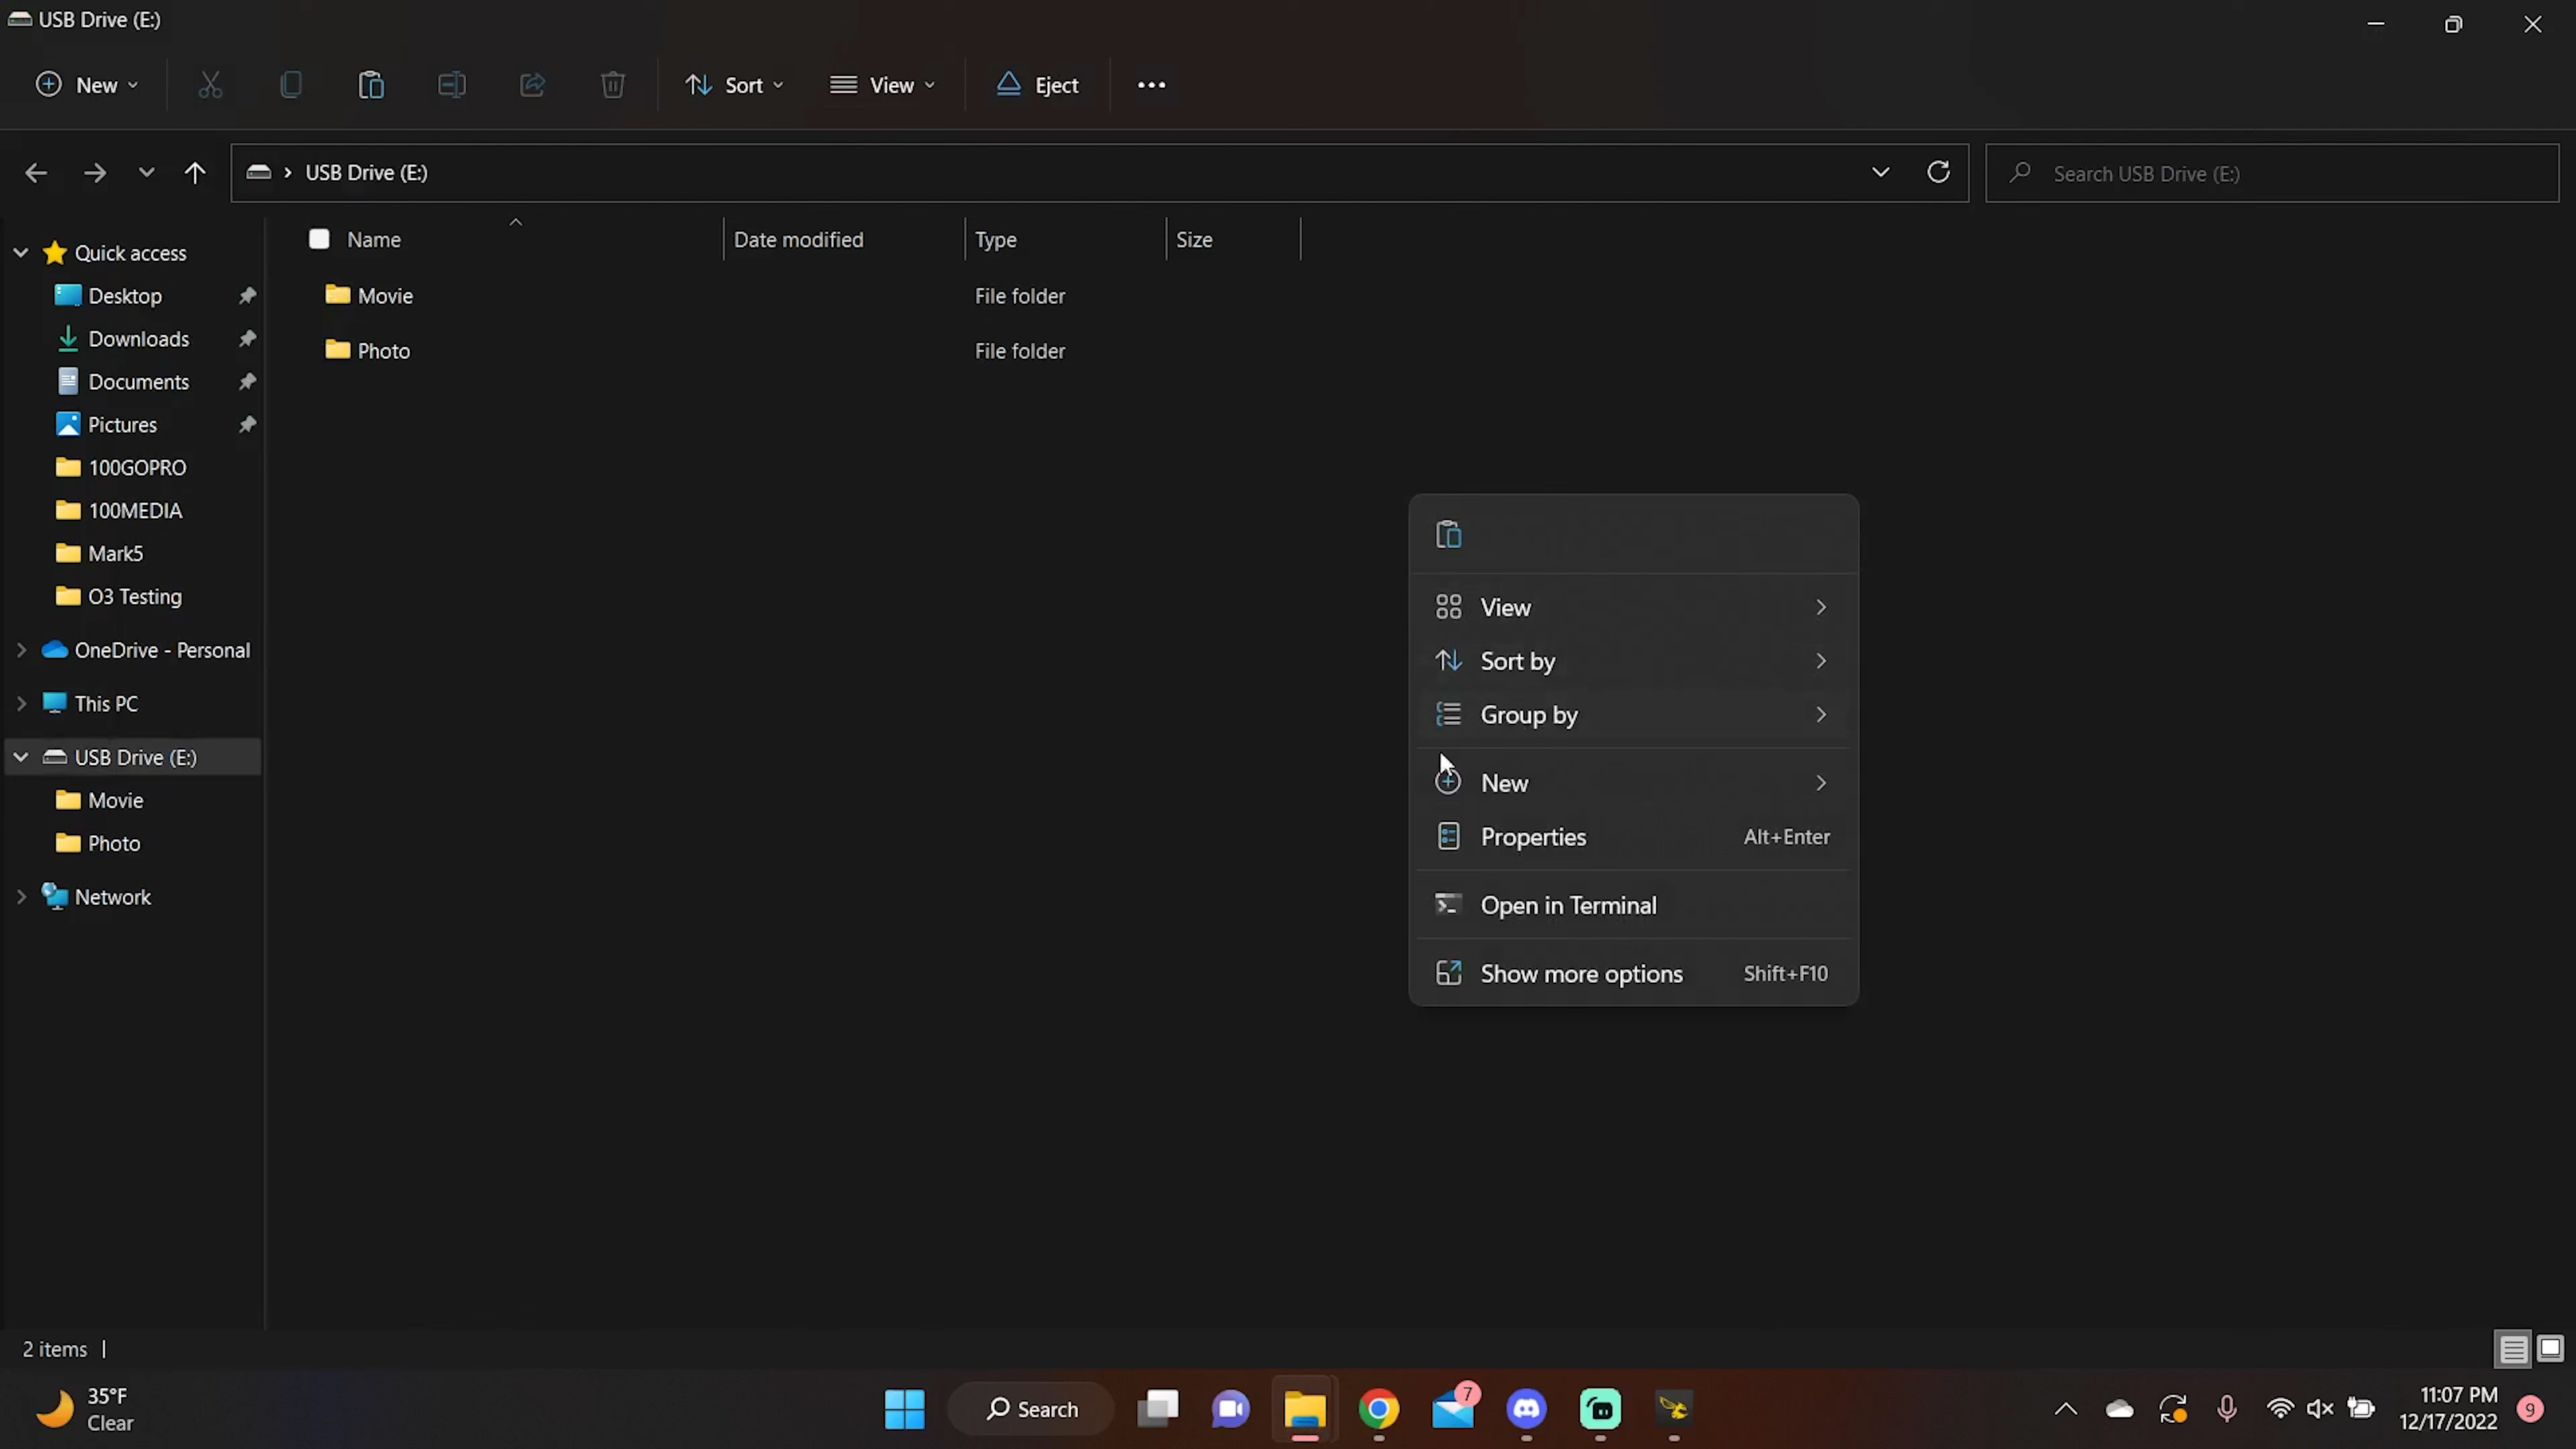 USB Drive (E:)
New
Sort
View
Eject
USB Drive (E:)
Search USB Drive (E:)
Name
Date modified
Type
Size
Movie
File folder
Photo
File folder
Quick access
Desktop
Downloads
Documents
Pictures
100GOPRO
100MEDIA
Mark5
O3 Testing
OneDrive - Personal
This PC
USB Drive (E:)
Movie
Photo
Network
View
Sort by
Group by
New
Properties Alt+Enter
Open in Terminal
Show more options Shift+F10
2 items
35°F
Clear
Search
7
11:07 PM
12/17/2022
9